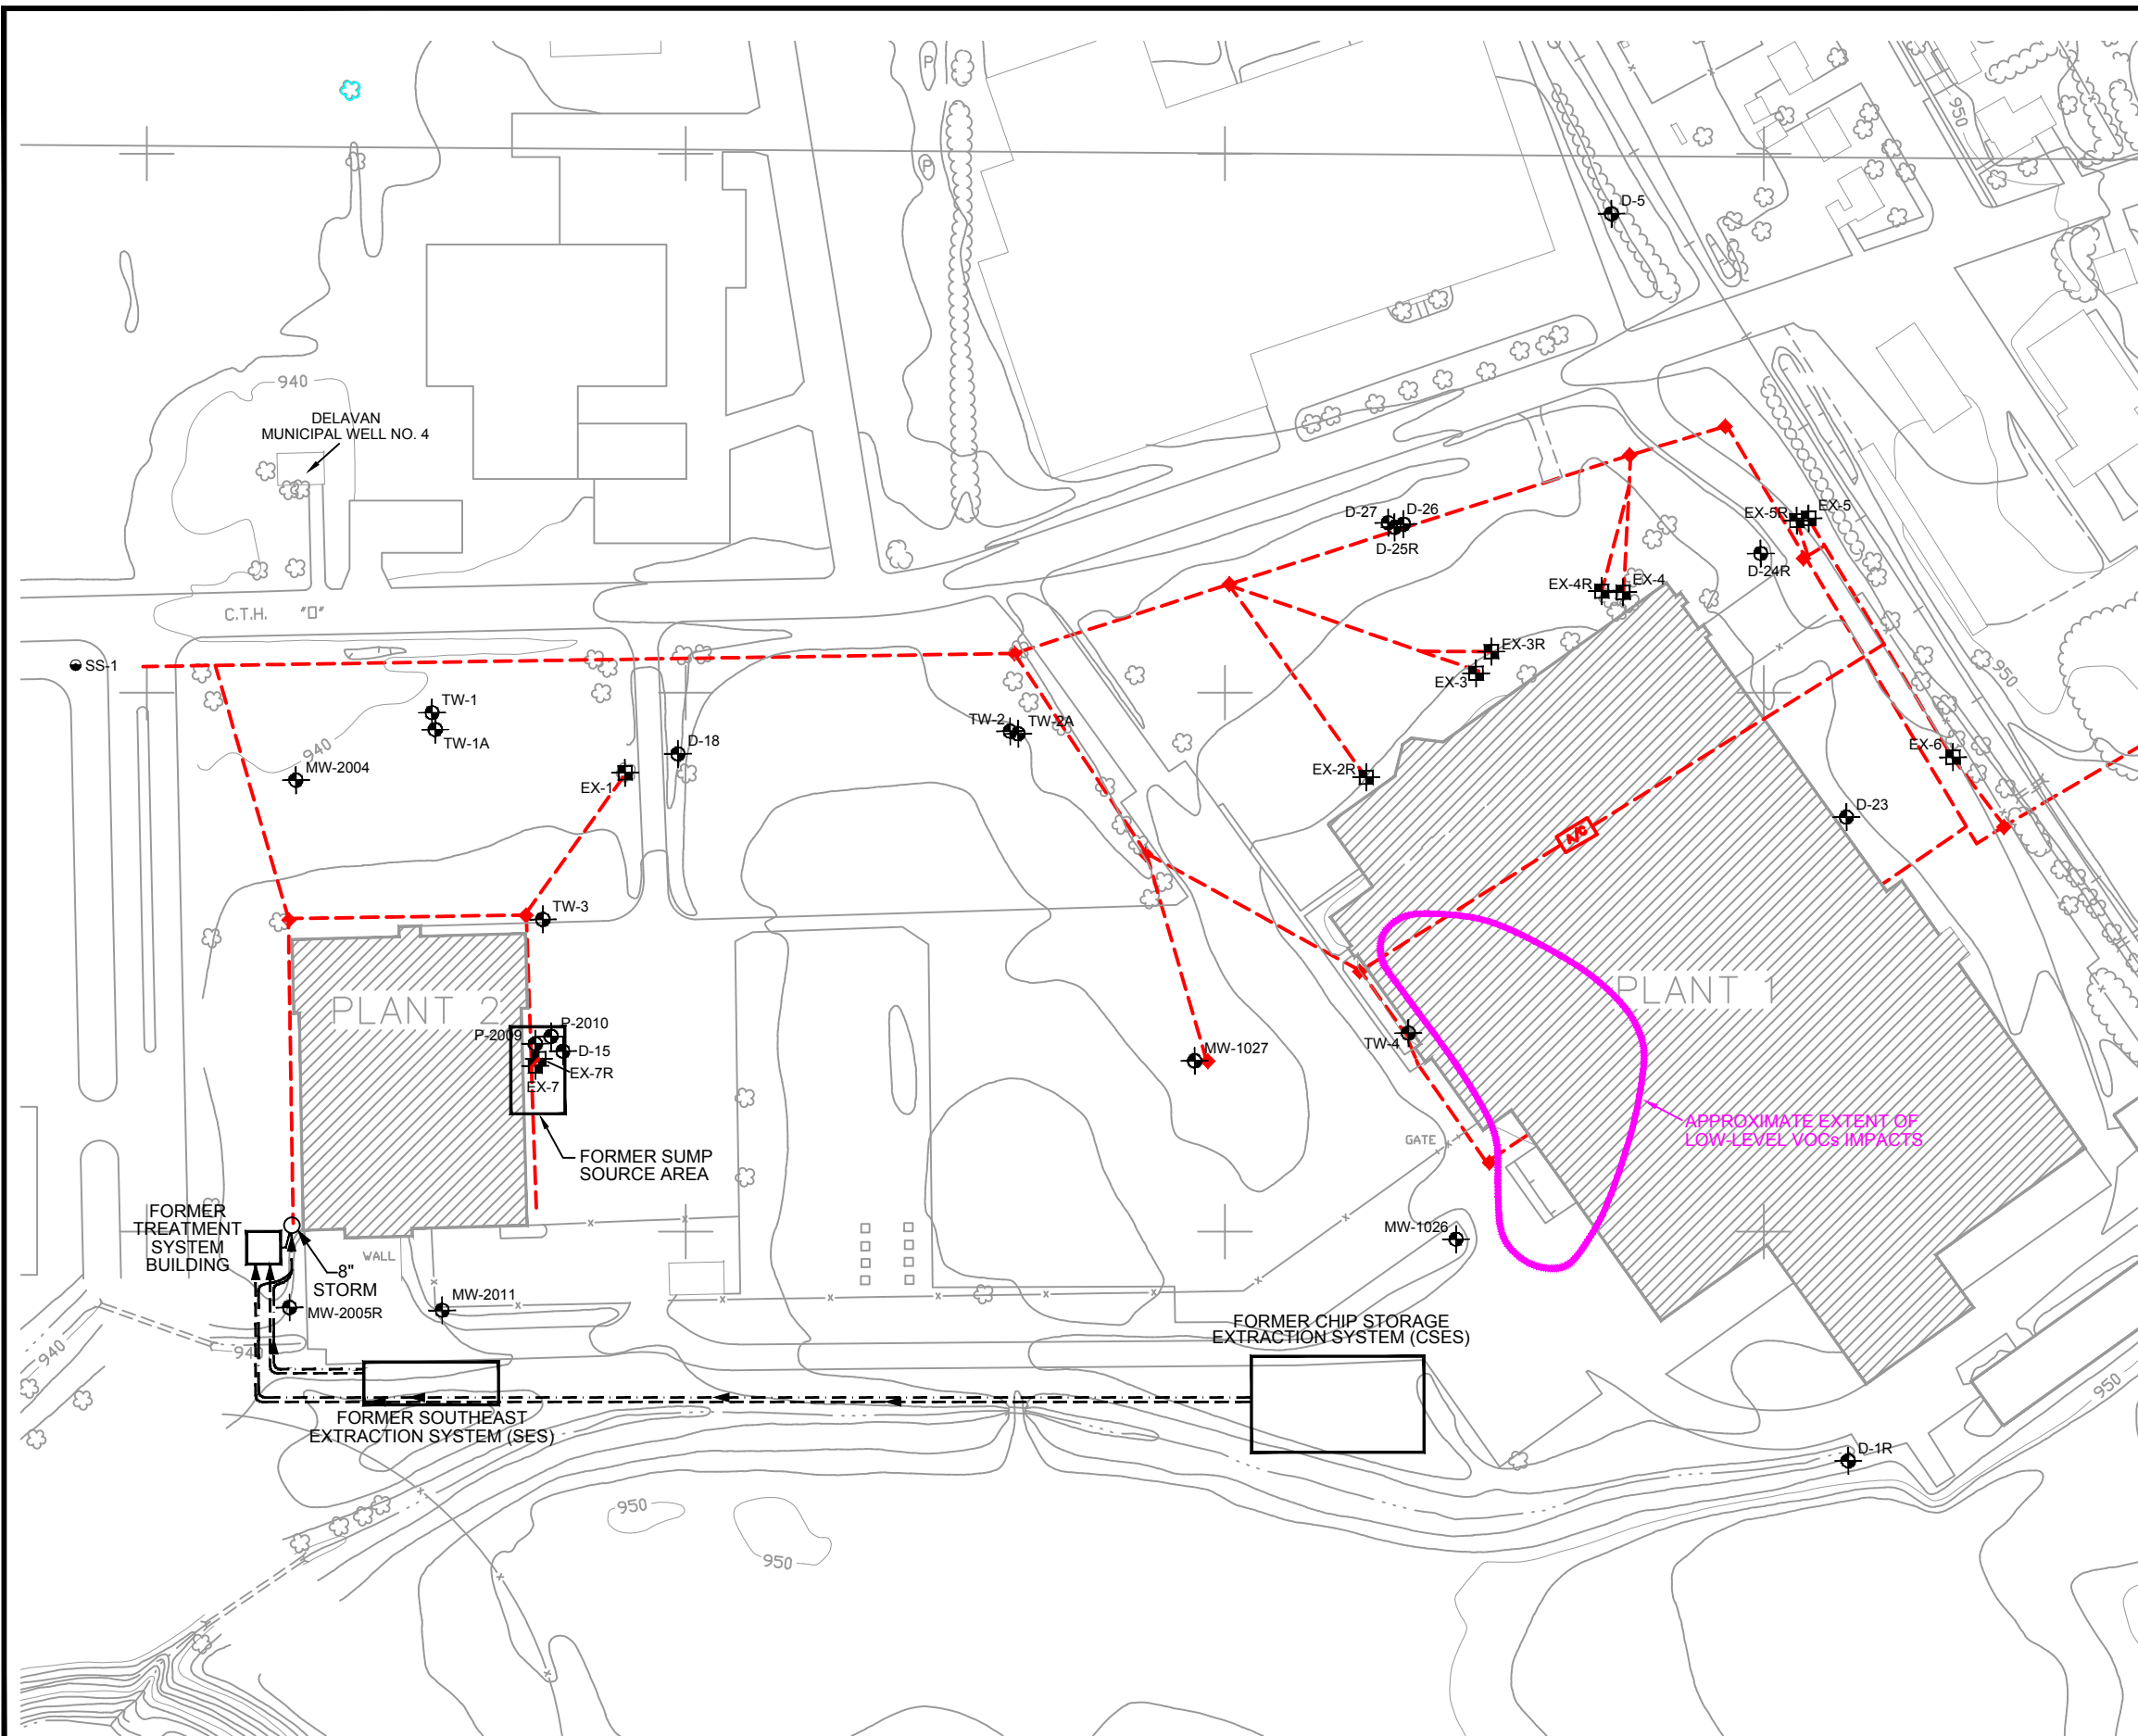 P
950
P
D-5
940
DELAVAN
MUNICIPAL WELL NO. 4
D-27
D-26
D-25R
EX-5R
EX-5
D-24R
EX-4R
EX-4
C.T.H. "D"
SS-1
EX-3R
EX-3
950
TW-1
TW-1A
940
MW-2004
D-18
EX-1
TW-2
TW-2A
EX-2R
EX-6
D-23
A/C
TW-3
PLANT 2
PLANT 1
P-2009
P-2010
D-15
EX-7R
EX-7
MW-1027
TW-4
GATE
APPROXIMATE EXTENT OF
LOW-LEVEL VOCs IMPACTS
FORMER SUMP
SOURCE AREA
FORMER
TREATMENT
SYSTEM
BUILDING
WALL
8"
STORM
MW-1026
MW-2005R
MW-2011
940
940
FORMER CHIP STORAGE
EXTRACTION SYSTEM (CSES)
950
FORMER SOUTHEAST
EXTRACTION SYSTEM (SES)
D-1R
950
950